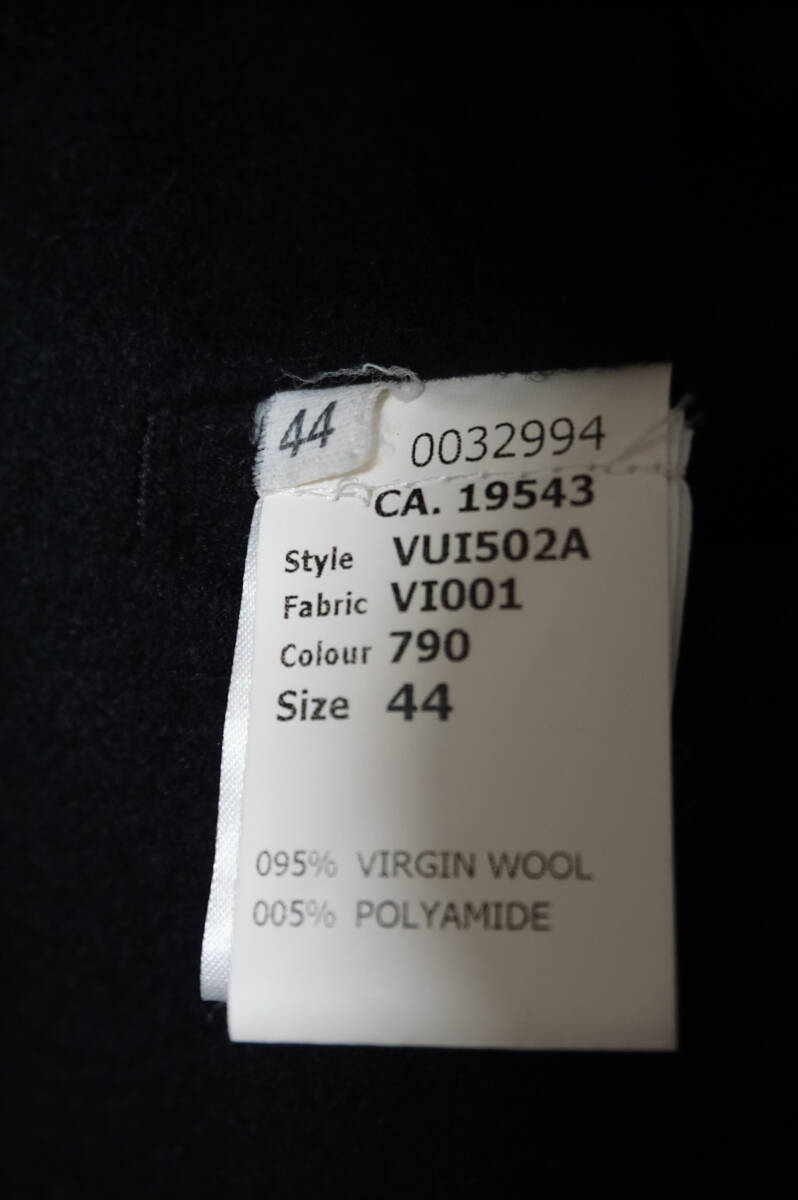 44
0032994
CA. 19543
Style VUI502A
Fabric VI001
Colour 790
Size 44
095% VIRGIN WOOL
005% POLYAMIDE